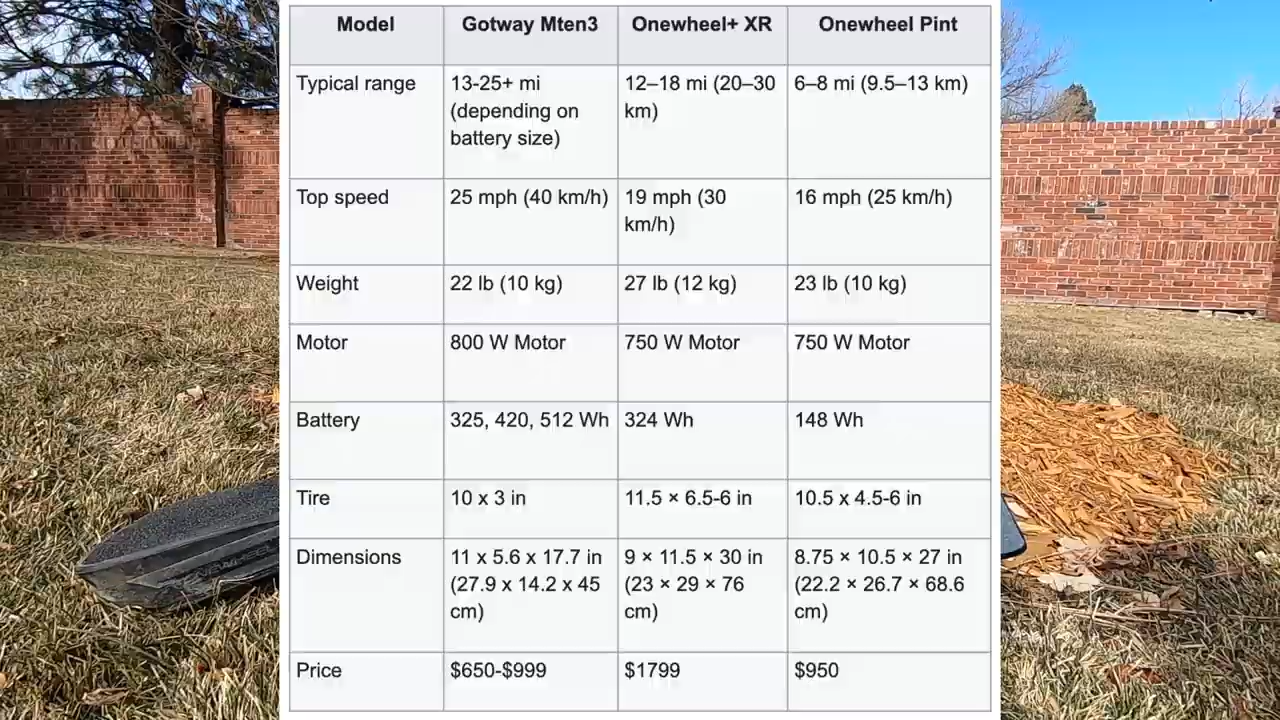 Model Gotway Mten3 Onewheel+ XR Onewheel Pint
Typical range 13-25+ mi 12–18 mi (20–30 6–8 mi (9.5–13 km)
(depending on km)
battery size)
Top speed 25 mph (40 km/h) 19 mph (30 16 mph (25 km/h)
km/h)
Weight 22 lb (10 kg) 27 lb (12 kg) 23 lb (10 kg)
Motor 800 W Motor 750 W Motor 750 W Motor
Battery 325, 420, 512 Wh 324 Wh 148 Wh
Tire 10 x 3 in 11.5 × 6.5-6 in 10.5 x 4.5-6 in
Dimensions 11 x 5.6 x 17.7 in 9 × 11.5 × 30 in 8.75 × 10.5 × 27 in
(27.9 x 14.2 x 45 (23 × 29 × 76 (22.2 × 26.7 × 68.6
cm) cm) cm)
Price $650-$999 $1799 $950